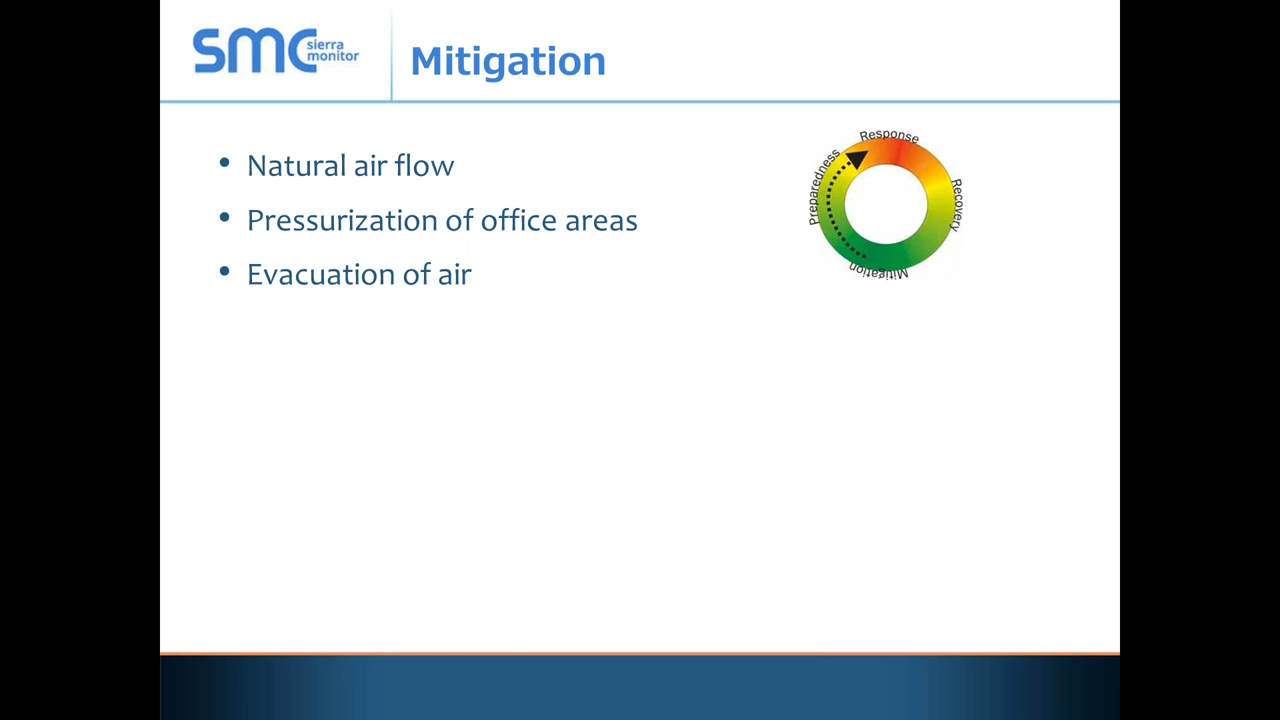 SMC sierra monitor
Mitigation
• Natural air flow
• Pressurization of office areas
• Evacuation of air
Response
Preparedness
Recovery
Mitigation